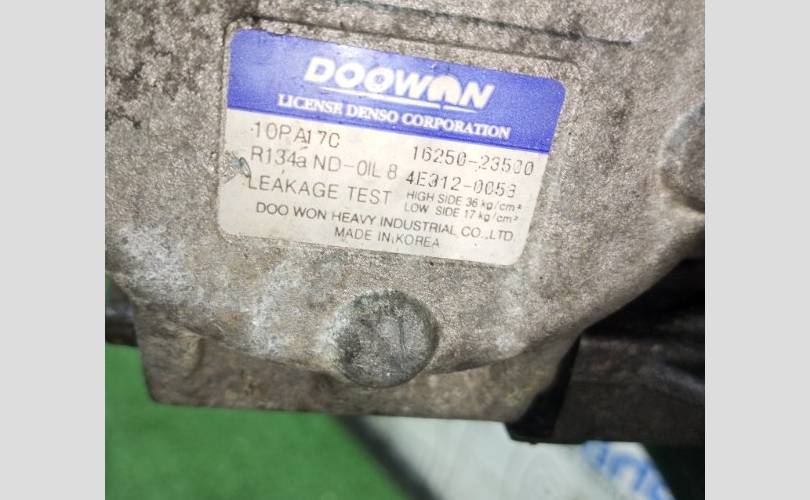 DOOWON
LICENSE DENSO CORPORATION
10PA17C 16250-23500
R134a ND-OIL 8 4E312-0058
LEAKAGE TEST HIGH SIDE 36 kg/cm²
LOW SIDE 17 kg/cm²
DOO WON HEAVY INDUSTRIAL CO.,LTD.
MADE IN KOREA